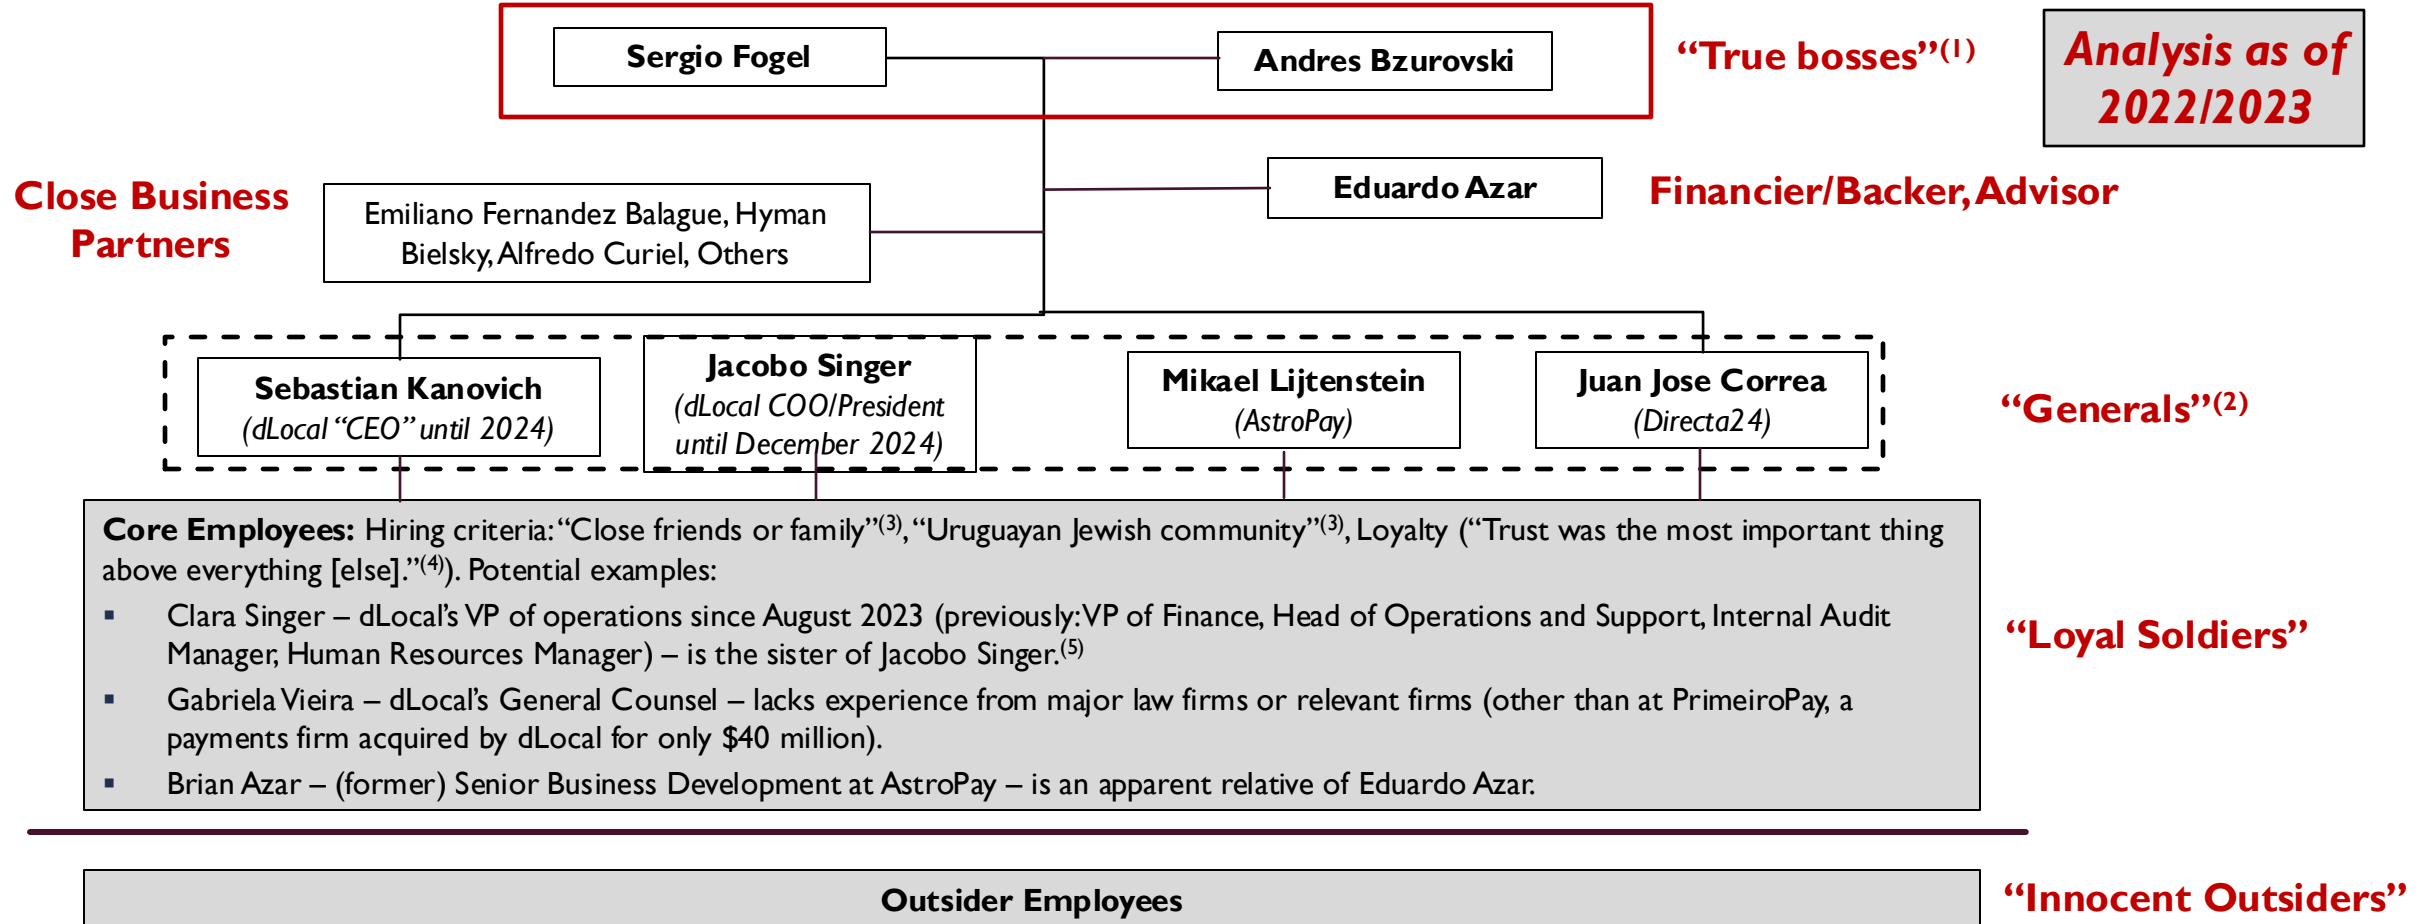 Sergio Fogel
Andres Bzurovski
“True bosses”(1)
Analysis as of
2022/2023
Close Business
Partners
Emiliano Fernandez Balague, Hyman
Bielsky, Alfredo Curiel, Others
Eduardo Azar
Financier/Backer, Advisor
Sebastian Kanovich
(dLocal “CEO” until 2024)
Jacobo Singer
(dLocal COO/President
until December 2024)
Mikael Lijtenstein
(AstroPay)
Juan Jose Correa
(Directa24)
“Generals”(2)
Core Employees: Hiring criteria: “Close friends or family”(3), “Uruguayan Jewish community”(3), Loyalty (“Trust was the most important thing
above everything [else].”(4)). Potential examples:
▪ Clara Singer – dLocal’s VP of operations since August 2023 (previously: VP of Finance, Head of Operations and Support, Internal Audit
Manager, Human Resources Manager) – is the sister of Jacobo Singer.(5)
▪ Gabriela Vieira – dLocal’s General Counsel – lacks experience from major law firms or relevant firms (other than at PrimeiroPay, a
payments firm acquired by dLocal for only $40 million).
▪ Brian Azar – (former) Senior Business Development at AstroPay – is an apparent relative of Eduardo Azar.
“Loyal Soldiers”
Outsider Employees
“Innocent Outsiders”